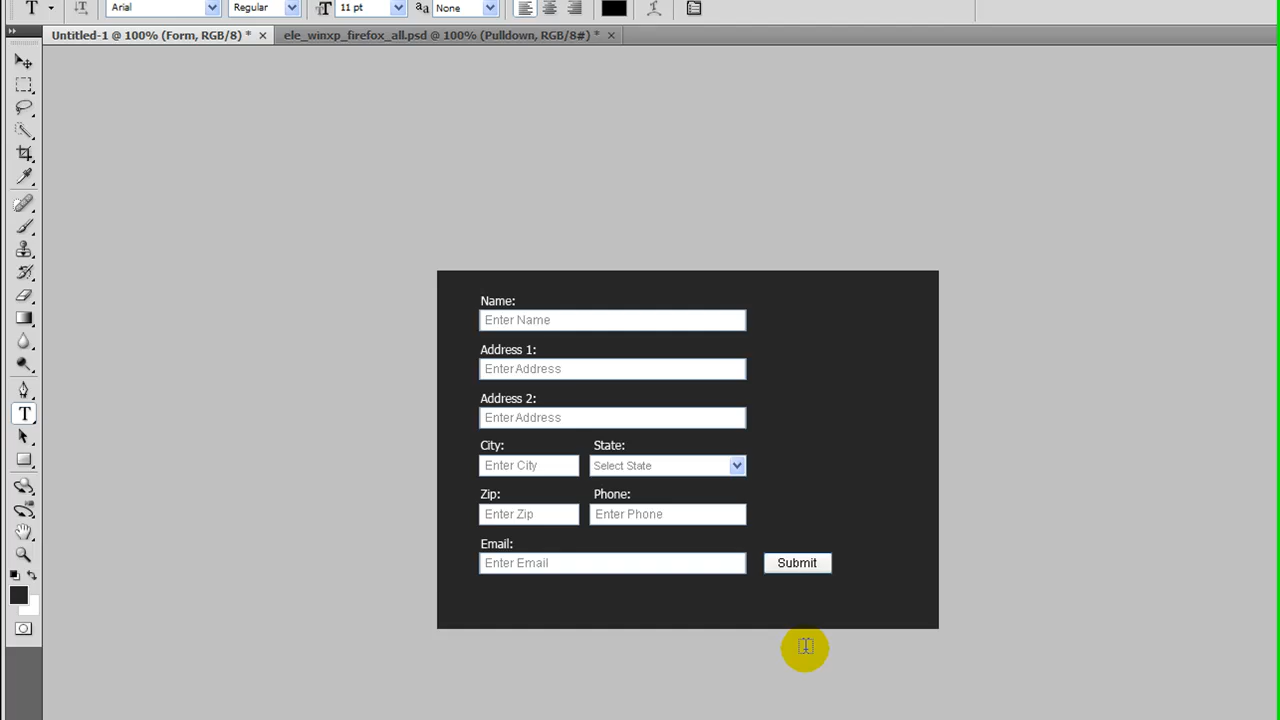 T Arial Regular T 11 pt aa None
Untitled-1 @ 100% (Form, RGB/8) * × ele_winxp_firefox_all.psd @ 100% (Pulldown, RGB/8#) * ×
T
Name:
Enter Name
Address 1:
Enter Address
Address 2:
Enter Address
City: State:
Enter City Select State
Zip: Phone:
Enter Zip Enter Phone
Email:
Enter Email Submit